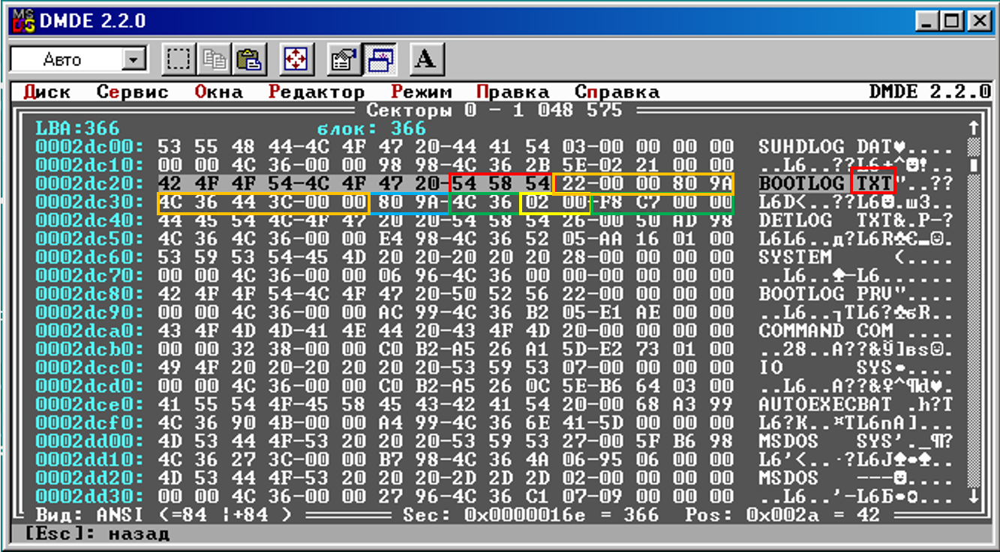 DMDE 2.2.0
Авто
A
Диск Сервис Окна Редактор Режим Правка Справка DMDE 2.2.0
Секторы 0 - 1 048 575
LBA:366 блок: 366
0002dc00: 53 55 48 44-4C 4F 47 20-44 41 54 03-00 00 00 00 SUHDLOG DAT♥....
0002dc10: 00 00 4C 36-00 00 98 98-4C 36 2B 5E-02 21 00 00 ..L6..??L6+^☻!..
0002dc20: 42 4F 4F 54-4C 4F 47 20-54 58 54 22-00 00 80 9A BOOTLOG TXT"..??
0002dc30: 4C 36 44 3C-00 00 80 9A-4C 36 02 00-F8 C7 00 00 L6D<..??L6☻.шЗ..
0002dc40: 44 45 54 4C-4F 47 20 20-54 58 54 26-00 50 AD 98 DETLOG TXT&.P-?
0002dc50: 4C 36 4C 36-00 00 E4 98-4C 36 52 05-AA 16 01 00 L6L6..д?L6R♣Є▬☺.
0002dc60: 53 59 53 54-45 4D 20 20-20 20 20 28-00 00 00 00 SYSTEM (....
0002dc70: 00 00 4C 36-00 00 06 96-4C 36 00 00-00 00 00 00 ..L6..♠–L6......
0002dc80: 42 4F 4F 54-4C 4F 47 20-50 52 56 22-00 00 00 00 BOOTLOG PRV"....
0002dc90: 00 00 4C 36-00 00 AC 99-4C 36 B2 05-E1 AE 00 00 ..L6..¬TL6?♣бR..
0002dca0: 43 4F 4D 4D-41 4E 44 20-43 4F 4D 20-00 00 00 00 COMMAND COM ....
0002dcb0: 00 00 32 38-00 00 C0 B2-A5 26 A1 5D-E2 73 01 00 ..28..А??&Ў]вs☺.
0002dcc0: 49 4F 20 20-20 20 20 20-53 59 53 07-00 00 00 00 IO SYS•....
0002dcd0: 00 00 4C 36-00 00 C0 B2-A5 26 0C 5E-B6 64 03 00 ..L6..А??&♀^¶d♥.
0002dce0: 41 55 54 4F-45 58 45 43-42 41 54 20-00 68 A3 99 AUTOEXECBAT .h?T
0002dcf0: 4C 36 90 4B-00 00 A4 99-4C 36 6E 41-5D 00 00 00 L6?K..¤TL6nA]...
0002dd00: 4D 53 44 4F-53 20 20 20-53 59 53 27-00 5F B6 98 MSDOS SYS'._¶?
0002dd10: 4C 36 27 3C-00 00 B7 98-4C 36 4A 06-95 06 00 00 L6'<..·?L6J♠•♠..
0002dd20: 4D 53 44 4F-53 20 20 20-2D 2D 2D 02-00 00 00 00 MSDOS ---☻....
0002dd30: 00 00 4C 36-00 00 27 96-4C 36 C1 07-09 00 00 00 ..L6..'–L6Б•○...
Вид: ANSI (=84 ¦+84 ) Sec: 0x0000016e = 366 Pos: 0x002a = 42
[Esc]: назад